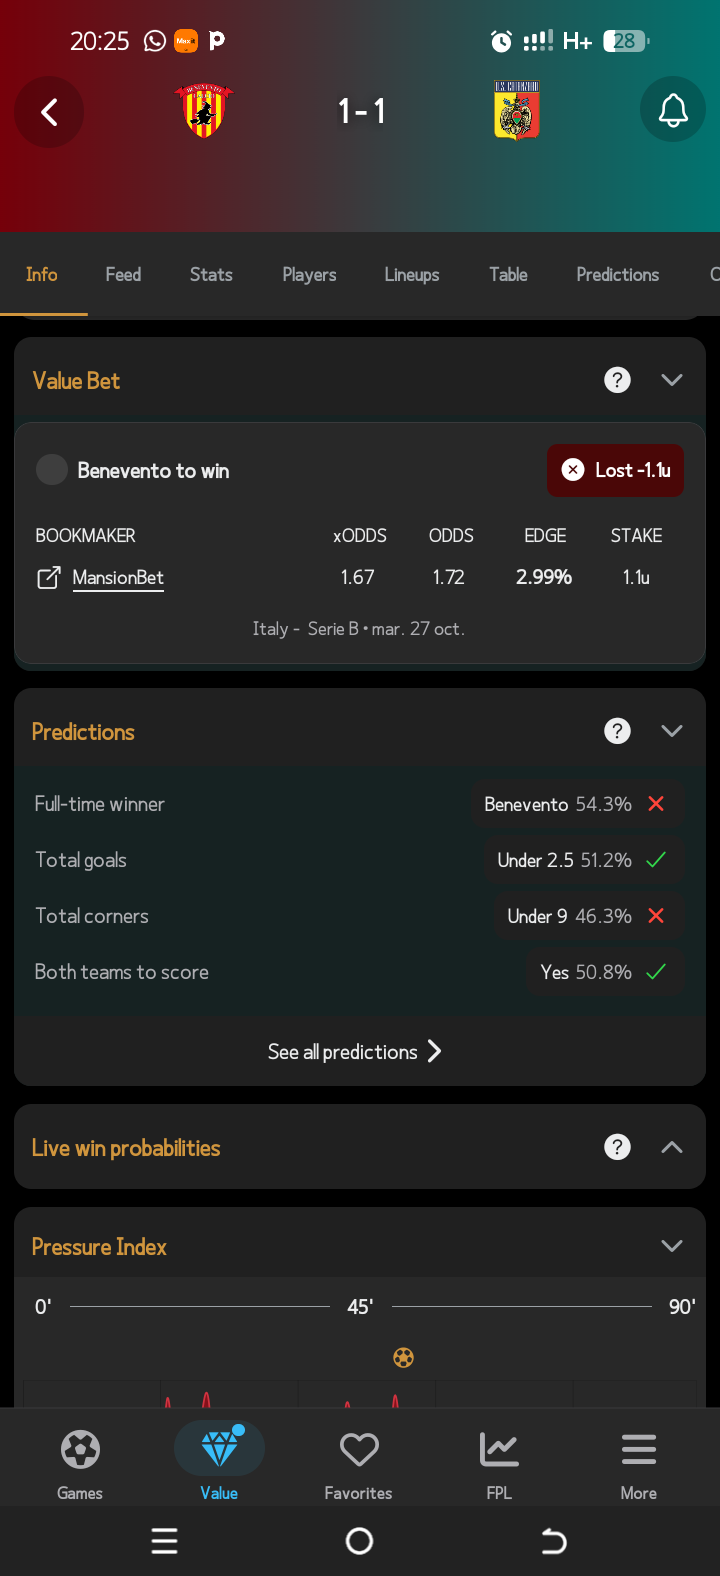 20:25 H+ 28
BENEVENTO
1 - 1
Info Feed Stats Players Lineups Table Predictions
Value Bet ?
Benevento to win Lost -1.1u
BOOKMAKER xODDS ODDS EDGE STAKE
MansionBet 1.67 1.72 2.99% 1.1u
Italy - Serie B • mar. 27 oct.
Predictions ?
Full-time winner Benevento 54.3%
Total goals Under 2.5 51.2%
Total corners Under 9 46.3%
Both teams to score Yes 50.8%
See all predictions
Live win probabilities ?
Pressure Index
0' 45' 90'
Games Value Favorites FPL More